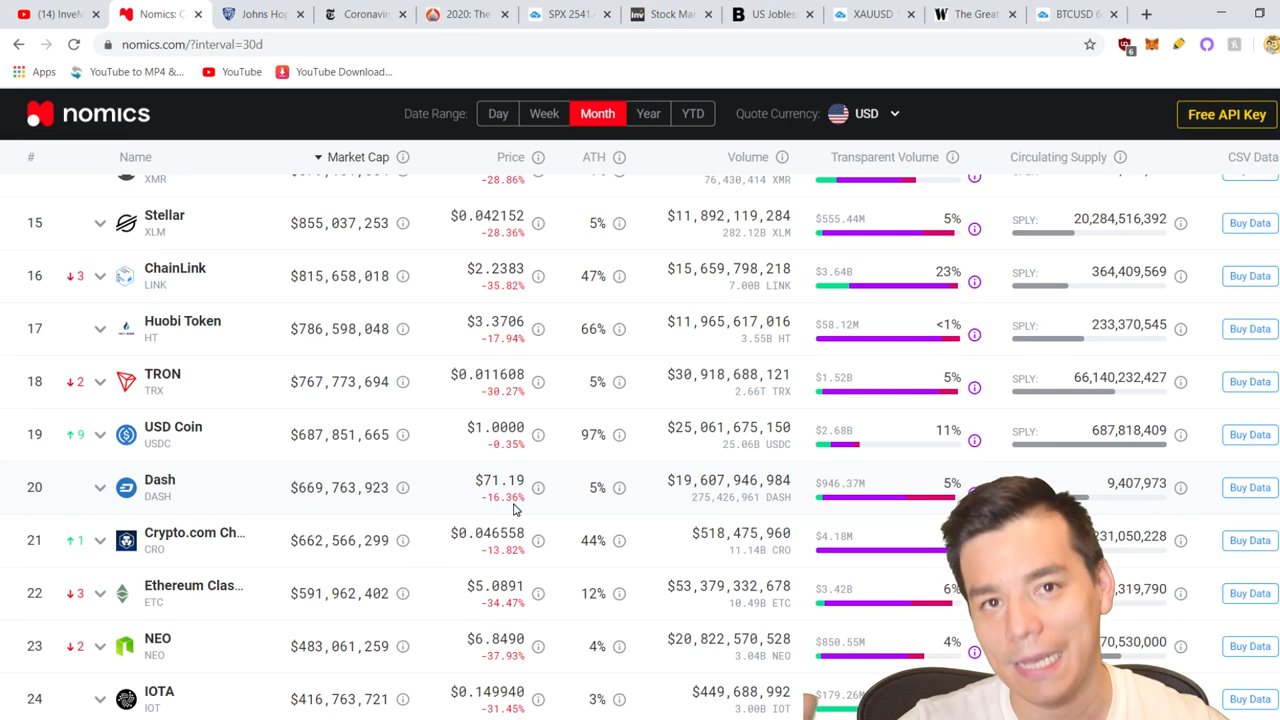 (14) InveM
Nomics: C
Johns Hop
Coronavir
2020: The
SPX 2541.
Stock Mar
US Jobles
XAUUSD 1
The Great
BTCUSD 6
nomics.com/?interval=30d
6
Apps
YouTube to MP4 &...
YouTube
YouTube Download...
nomics
Date Range:
Day
Week
Month
Year
YTD
Quote Currency:
USD
Free API Key
# Name Market Cap Price ATH Volume Transparent Volume Circulating Supply CSV Data
XMR -28.86% 76,430,414 XMR
15 Stellar $855,037,253 $0.042152 5% $11,892,119,284 $555.44M 5% SPLY: 20,284,516,392 Buy Data
XLM -28.36% 282.12B XLM
16 3 ChainLink $815,658,018 $2.2383 47% $15,659,798,218 $3.64B 23% SPLY: 364,409,569 Buy Data
LINK -35.82% 7.00B LINK
17 Huobi Token $786,598,048 $3.3706 66% $11,965,617,016 $58.12M <1% SPLY: 233,370,545 Buy Data
HT -17.94% 3.55B HT
18 2 TRON $767,773,694 $0.011608 5% $30,918,688,121 $1.52B 5% SPLY: 66,140,232,427 Buy Data
TRX -30.27% 2.66T TRX
19 9 USD Coin $687,851,665 $1.0000 97% $25,061,675,150 $2.68B 11% SPLY: 687,818,409 Buy Data
USDC -0.35% 25.06B USDC
20 Dash $669,763,923 $71.19 5% $19,607,946,984 $946.37M 5% 9,407,973 Buy Data
DASH -16.36% 275,426,961 DASH
21 1 Crypto.com Ch... $662,566,299 $0.046558 44% $518,475,960 $4.18M 231,050,228 Buy Data
CRO -13.82% 11.14B CRO
22 3 Ethereum Clas... $591,962,402 $5.0891 12% $53,379,332,678 $3.42B 6% ,319,790 Buy Data
ETC -34.47% 10.49B ETC
23 2 NEO $483,061,259 $6.8490 4% $20,822,570,528 $850.55M 4% 70,530,000 Buy Data
NEO -37.93% 3.04B NEO
24 IOTA $416,763,721 $0.149940 3% $449,688,992 $179.26M Buy Data
IOT -31.45% 3.00B IOT